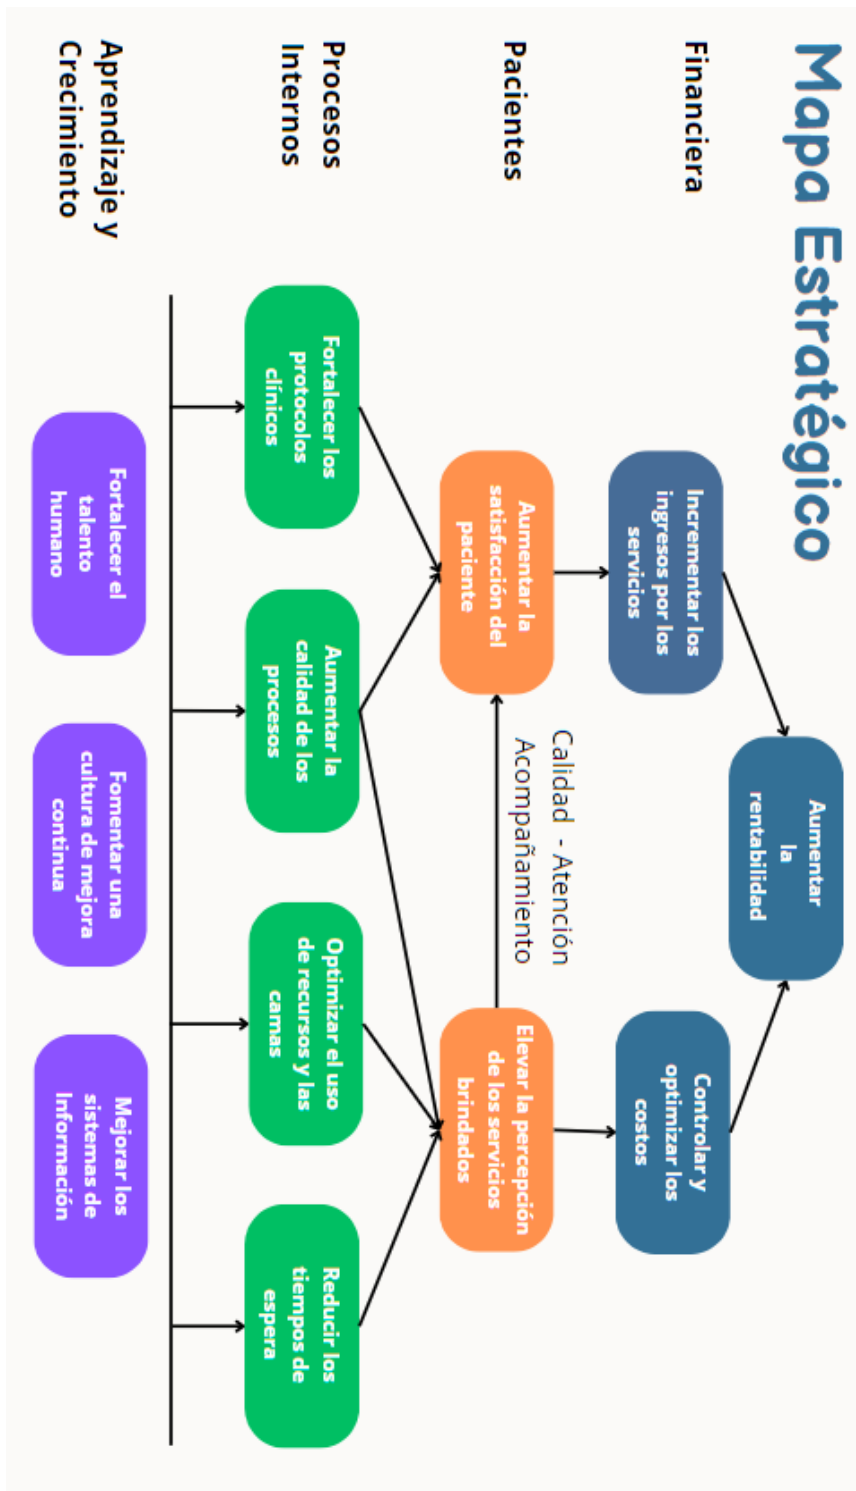 Mapa Estratégico
Financiera
Aumentar
la
rentabilidad
Incrementar los
ingresos por los
servicios
Controlar y
optimizar los
costos
Pacientes
Calidad - Atención
Acompañamiento
Aumentar la
satisfacción del
paciente
Elevar la percepción
de los servicios
brindados
Procesos
Internos
Fortalecer los
protocolos
clínicos
Aumentar la
calidad de los
procesos
Optimizar el uso
de recursos y las
camas
Reducir los
tiempos de
espera
Aprendizaje y
Crecimiento
Fortalecer el
talento
humano
Fomentar una
cultura de mejora
continua
Mejorar los
sistemas de
Información